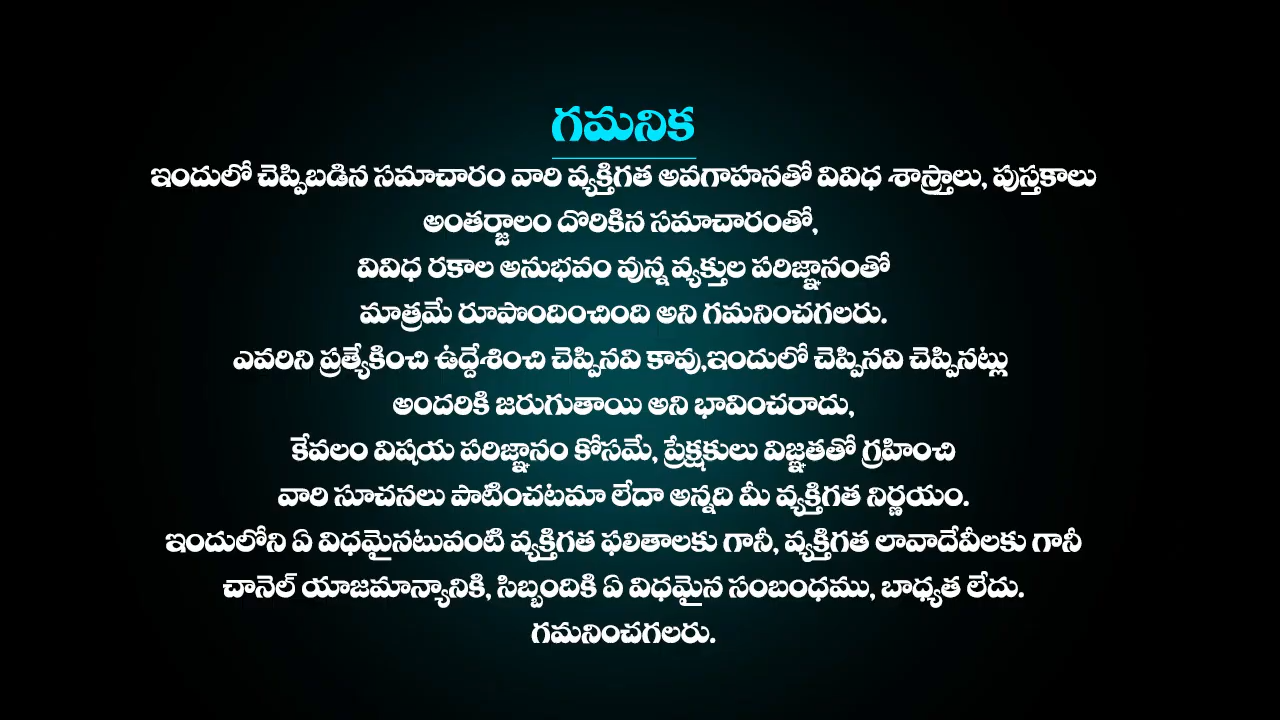 గమనిక
ఇందులో చెప్పిబడిన సమాచారం వారి వ్యక్తిగత అవగాహనతో వివిధ శాస్త్రాలు, పుస్తకాలు
అంతర్జాలం దొరికిన సమాచారంతో,
వివిధ రకాల అనుభవం వున్న వ్యక్తుల పరిజ్ఞానంతో
మాత్రమే రూపొందించింది అని గమనించగలరు.
ఎవరిని ప్రత్యేకించి ఉద్దేశించి చెప్పినవి కావు,ఇందులో చెప్పినవి చెప్పినట్లు
అందరికి జరుగుతాయి అని భావించరాదు,
కేవలం విషయ పరిజ్ఞానం కోసమే, ప్రేక్షకులు విజ్ఞతతో గ్రహించి
వారి సూచనలు పాటించటమా లేదా అన్నది మీ వ్యక్తిగత నిర్ణయం.
ఇందులోని ఏ విధమైనటువంటి వ్యక్తిగత ఫలితాలకు గానీ, వ్యక్తిగత లావాదేవీలకు గానీ
చానెల్ యాజమాన్యానికి, సిబ్బందికి ఏ విధమైన సంబంధము, బాధ్యత లేదు.
గమనించగలరు.